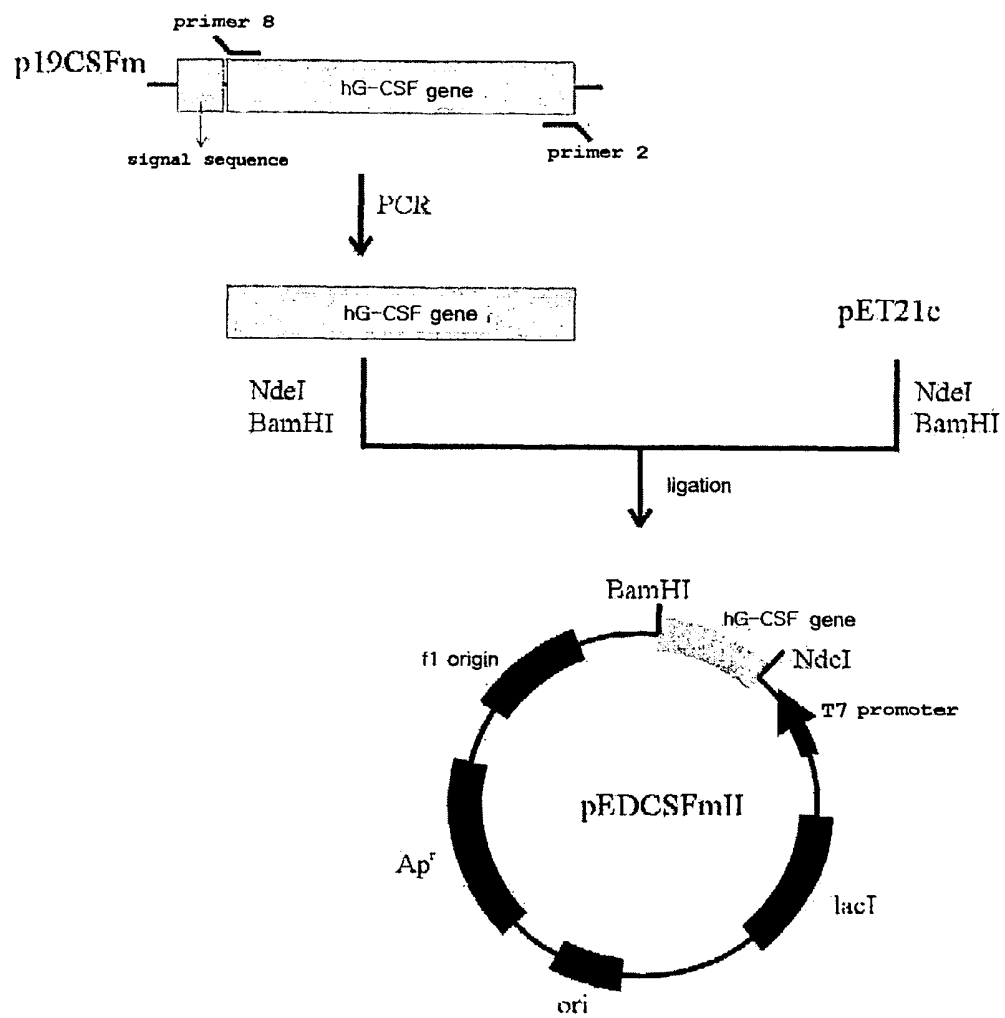 primer 8
p19CSFm
hG-CSF gene
primer 2
signal sequence
PCR
hG-CSF gene
pET21c
NdeI
BamHI
NdeI
BamHI
ligation
BamHI
hG-CSF gene
NdeI
f1 origin
T7 promoter
pEDCSFmII
Apr
lacI
ori